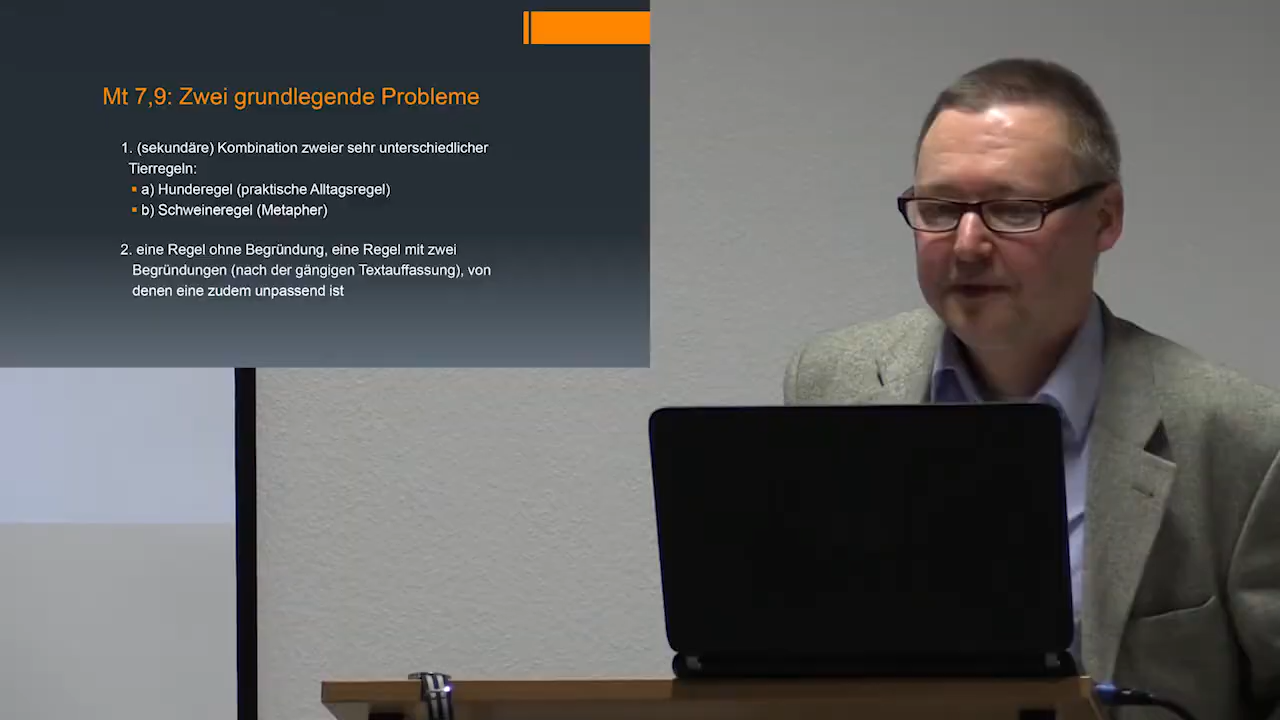 Mt 7,9: Zwei grundlegende Probleme
1. (sekundäre) Kombination zweier sehr unterschiedlicher
Tierregeln:
a) Hunderegel (praktische Alltagsregel)
b) Schweineregel (Metapher)
2. eine Regel ohne Begründung, eine Regel mit zwei
Begründungen (nach der gängigen Textauffassung), von
denen eine zudem unpassend ist